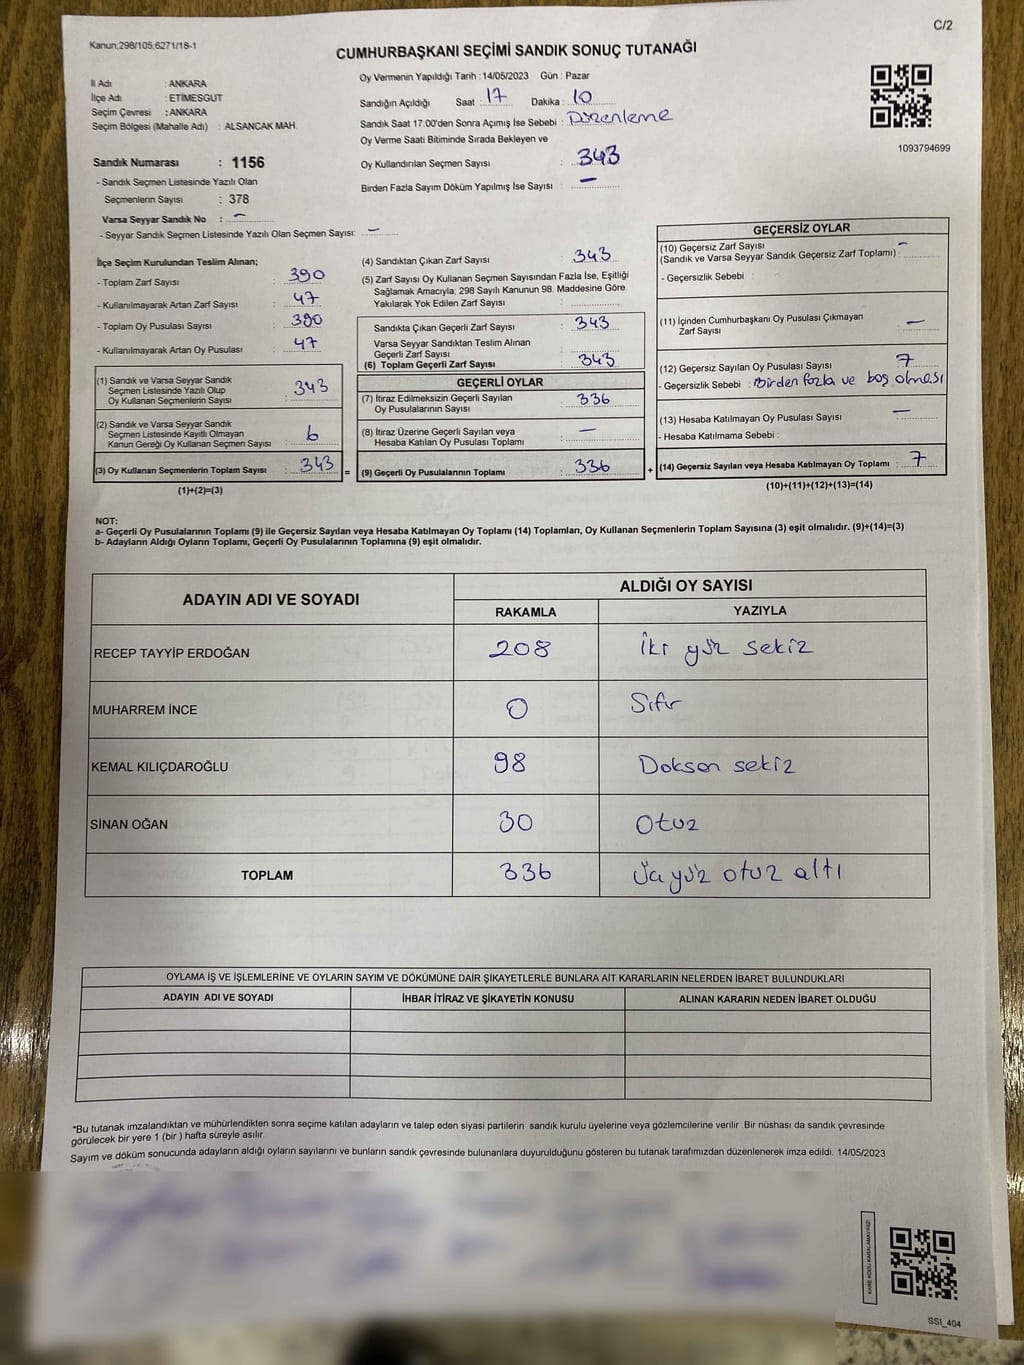 C/2
Kanun;298/105;6271/18-1
CUMHURBAŞKANI SEÇİMİ SANDIK SONUÇ TUTANAĞI
İl Adı : ANKARA
İlçe Adı : ETİMESGUT
Seçim Çevresi : ANKARA
Seçim Bölgesi (Mahalle Adı) : ALSANCAK MAH.
Oy Vermenin Yapıldığı Tarih : 14/05/2023 Gün : Pazar
Sandığın Açıldığı Saat : 17 Dakika : 10
Sandık Saat 17.00'den Sonra Açımış İse Sebebi : Düzenleme
Oy Verme Saati Bitiminde Sırada Bekleyen ve
Oy Kullandırılan Seçmen Sayısı : 343
Birden Fazla Sayım Döküm Yapılmış İse Sayısı : —
1093794699
Sandık Numarası : 1156
- Sandık Seçmen Listesinde Yazılı Olan
Seçmenlerin Sayısı : 378
Varsa Seyyar Sandık No : —
- Seyyar Sandık Seçmen Listesinde Yazılı Olan Seçmen Sayısı: —
İlçe Seçim Kurulundan Teslim Alınan;
- Toplam Zarf Sayısı : 390
- Kullanılmayarak Artan Zarf Sayısı : 47
- Toplam Oy Pusulası Sayısı : 390
- Kullanılmayarak Artan Oy Pusulası : 47
(1) Sandık ve Varsa Seyyar Sandık
Seçmen Listesinde Yazılı Olup
Oy Kullanan Seçmenlerin Sayısı : 343
(2) Sandık ve Varsa Seyyar Sandık
Seçmen Listesinde Kayıtlı Olmayan
Kanun Gereği Oy Kullanan Seçmen Sayısı : 6
(3) Oy Kullanan Seçmenlerin Toplam Sayısı : 343 =
(1)+(2)=(3)
(4) Sandıktan Çıkan Zarf Sayısı : 343
(5) Zarf Sayısı Oy Kullanan Seçmen Sayısından Fazla İse, Eşitliği
Sağlamak Amacıyla, 298 Sayılı Kanunun 98. Maddesine Göre
Yakılarak Yok Edilen Zarf Sayısı :
Sandıkta Çıkan Geçerli Zarf Sayısı : 343
Varsa Seyyar Sandıktan Teslim Alınan
Geçerli Zarf Sayısı :
(6) Toplam Geçerli Zarf Sayısı : 343
GEÇERLİ OYLAR
(7) İtiraz Edilmeksizin Geçerli Sayılan
Oy Pusulalarının Sayısı : 336
(8) İtiraz Üzerine Geçerli Sayılan veya
Hesaba Katılan Oy Pusulası Toplamı : —
(9) Geçerli Oy Pusulalarının Toplamı : 336 +
GEÇERSİZ OYLAR
(10) Geçersiz Zarf Sayısı
(Sandık ve Varsa Seyyar Sandık Geçersiz Zarf Toplamı) : —
- Geçersizlik Sebebi :
(11) İçinden Cumhurbaşkanı Oy Pusulası Çıkmayan
Zarf Sayısı : —
(12) Geçersiz Sayılan Oy Pusulası Sayısı : 7
- Geçersizlik Sebebi : Birden fazla ve boş olması
(13) Hesaba Katılmayan Oy Pusulası Sayısı : —
- Hesaba Katılmama Sebebi :
(14) Geçersiz Sayılan veya Hesaba Katılmayan Oy Toplamı : 7
(10)+(11)+(12)+(13)=(14)
NOT:
a- Geçerli Oy Pusulalarının Toplamı (9) ile Geçersiz Sayılan veya Hesaba Katılmayan Oy Toplamı (14) Toplamları, Oy Kullanan Seçmenlerin Toplam Sayısına (3) eşit olmalıdır. (9)+(14)=(3)
b- Adayların Aldığı Oyların Toplamı, Geçerli Oy Pusulalarının Toplamına (9) eşit olmalıdır.
ADAYIN ADI VE SOYADI
ALDIĞI OY SAYISI
RAKAMLA YAZIYLA
RECEP TAYYİP ERDOĞAN 208 İki yüz sekiz
MUHARREM İNCE 0 Sıfır
KEMAL KILIÇDAROĞLU 98 Doksan sekiz
SİNAN OĞAN 30 Otuz
TOPLAM 336 Üçyüz otuz altı
OYLAMA İŞ VE İŞLEMLERİNE VE OYLARIN SAYIM VE DÖKÜMÜNE DAİR ŞİKAYETLERLE BUNLARA AİT KARARLARIN NELERDEN İBARET BULUNDUKLARI
ADAYIN ADI VE SOYADI İHBAR İTİRAZ VE ŞİKAYETİN KONUSU ALINAN KARARIN NEDEN İBARET OLDUĞU
*Bu tutanak imzalandıktan ve mühürlendikten sonra seçime katılan adayların ve talep eden siyasi partilerin sandık kurulu üyelerine veya gözlemcilerine verilir. Bir nüshası da sandık çevresinde
görülecek bir yere 1 (bir ) hafta süreyle asılır.
Sayım ve döküm sonucunda adayların aldığı oyların sayılarını ve bunların sandık çevresinde bulunanlara duyurulduğunu gösteren bu tutanak tarafımızdan düzenlenerek imza edildi. 14/05/2023
KARE KODU KARALAMAYINIZ!
SSI_404